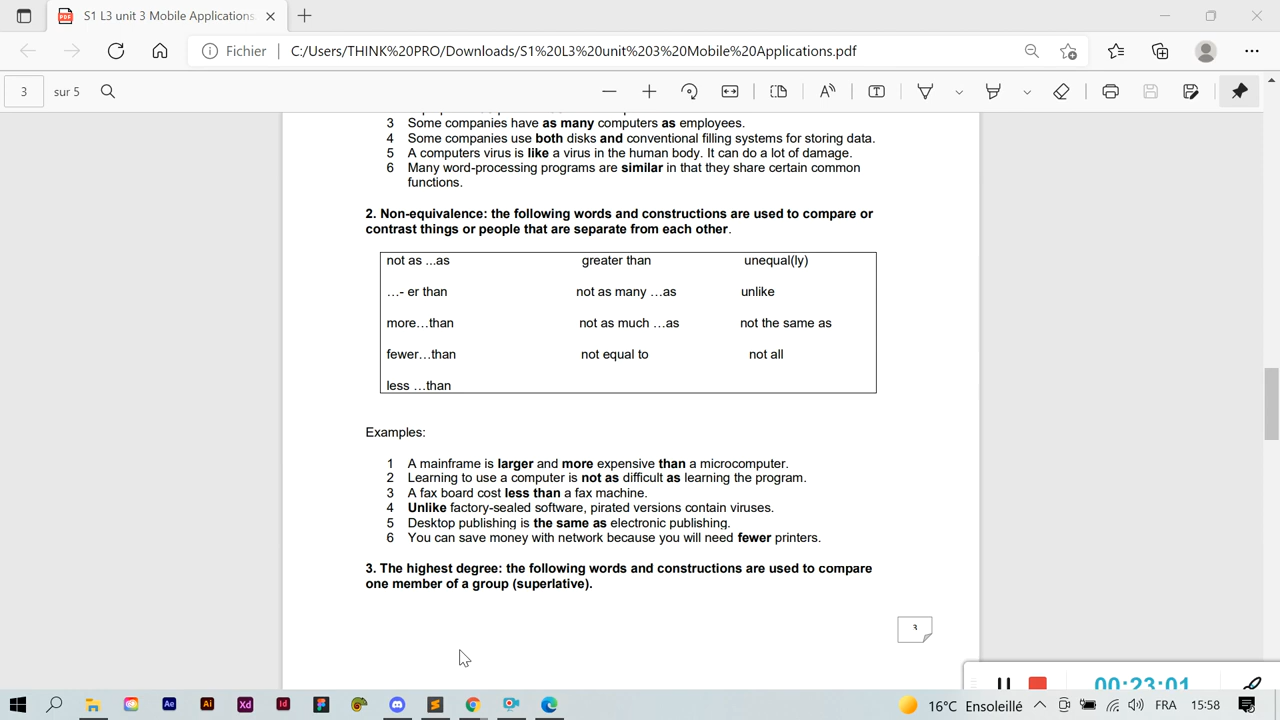 S1 L3 unit 3 Mobile Applications
Fichier C:/Users/THINK%20PRO/Downloads/S1%20L3%20unit%203%20Mobile%20Applications.pdf
3 sur 5
3 Some companies have as many computers as employees.
4 Some companies use both disks and conventional filling systems for storing data.
5 A computers virus is like a virus in the human body. It can do a lot of damage.
6 Many word-processing programs are similar in that they share certain common
functions.
2. Non-equivalence: the following words and constructions are used to compare or
contrast things or people that are separate from each other.
not as ...as greater than unequal(ly)
…- er than not as many …as unlike
more…than not as much …as not the same as
fewer…than not equal to not all
less …than
Examples:
1 A mainframe is larger and more expensive than a microcomputer.
2 Learning to use a computer is not as difficult as learning the program.
3 A fax board cost less than a fax machine.
4 Unlike factory-sealed software, pirated versions contain viruses.
5 Desktop publishing is the same as electronic publishing.
6 You can save money with network because you will need fewer printers.
3. The highest degree: the following words and constructions are used to compare
one member of a group (superlative).
3
00:23:01
16°C Ensoleillé FRA 15:58